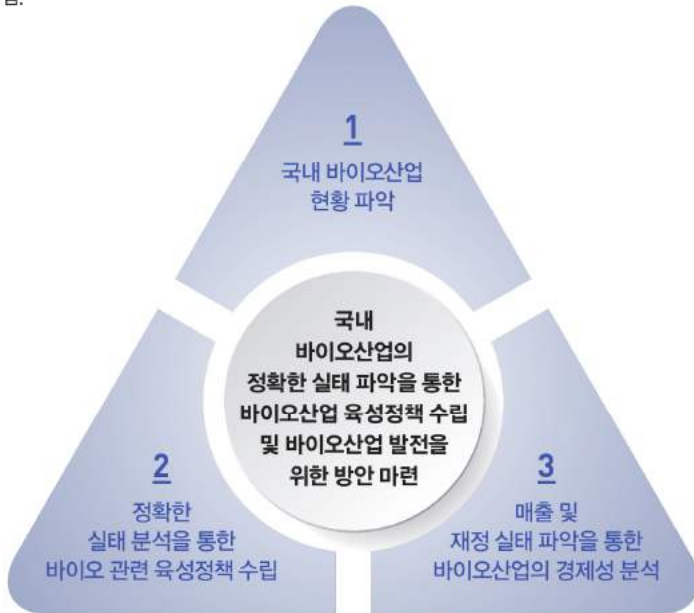 1
국내 바이오산업
현황 파악
국내
바이오산업의
정확한 실태 파악을 통한
바이오산업 육성정책 수립
및 바이오산업 발전을
위한 방안 마련
2
정확한
실태 분석을 통한
바이오 관련 육성정책 수립
3
매출 및
재정 실태 파악을 통한
바이오산업의 경제성 분석